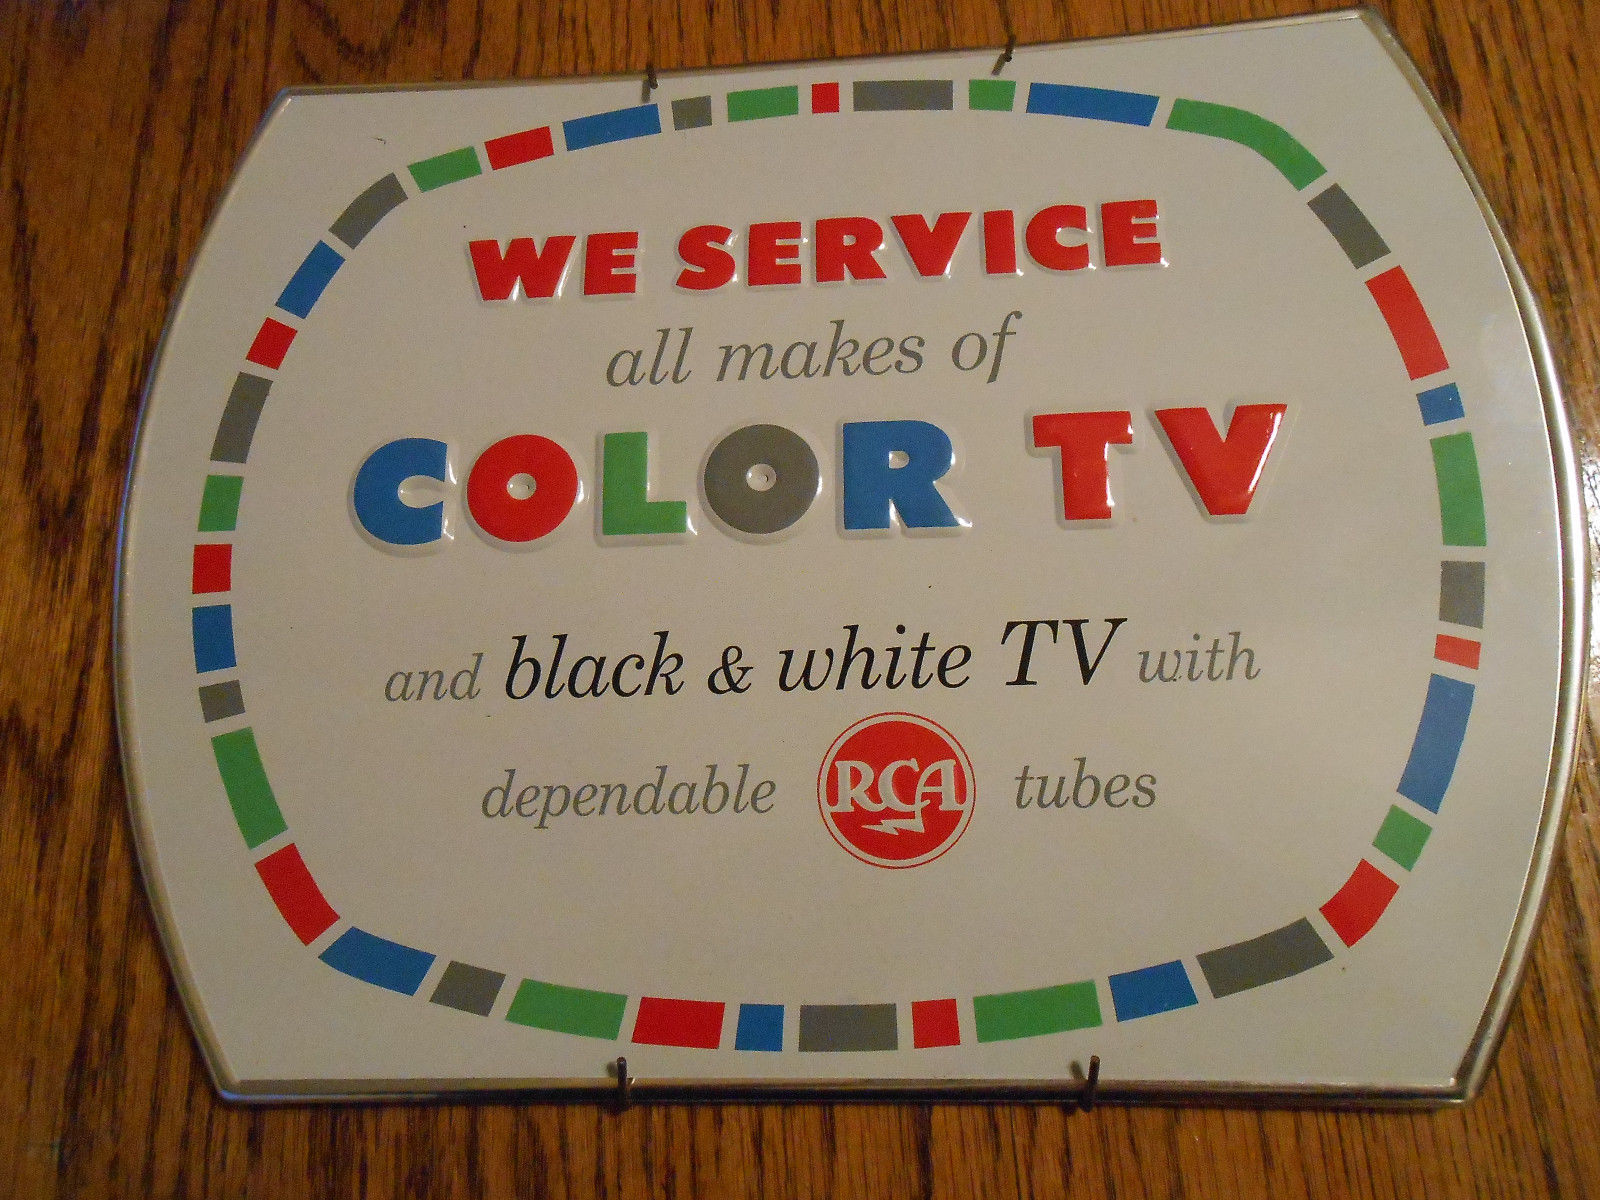 WE SERVICE
all makes of
COLOR TV
and black & white TV with
dependable RCA tubes